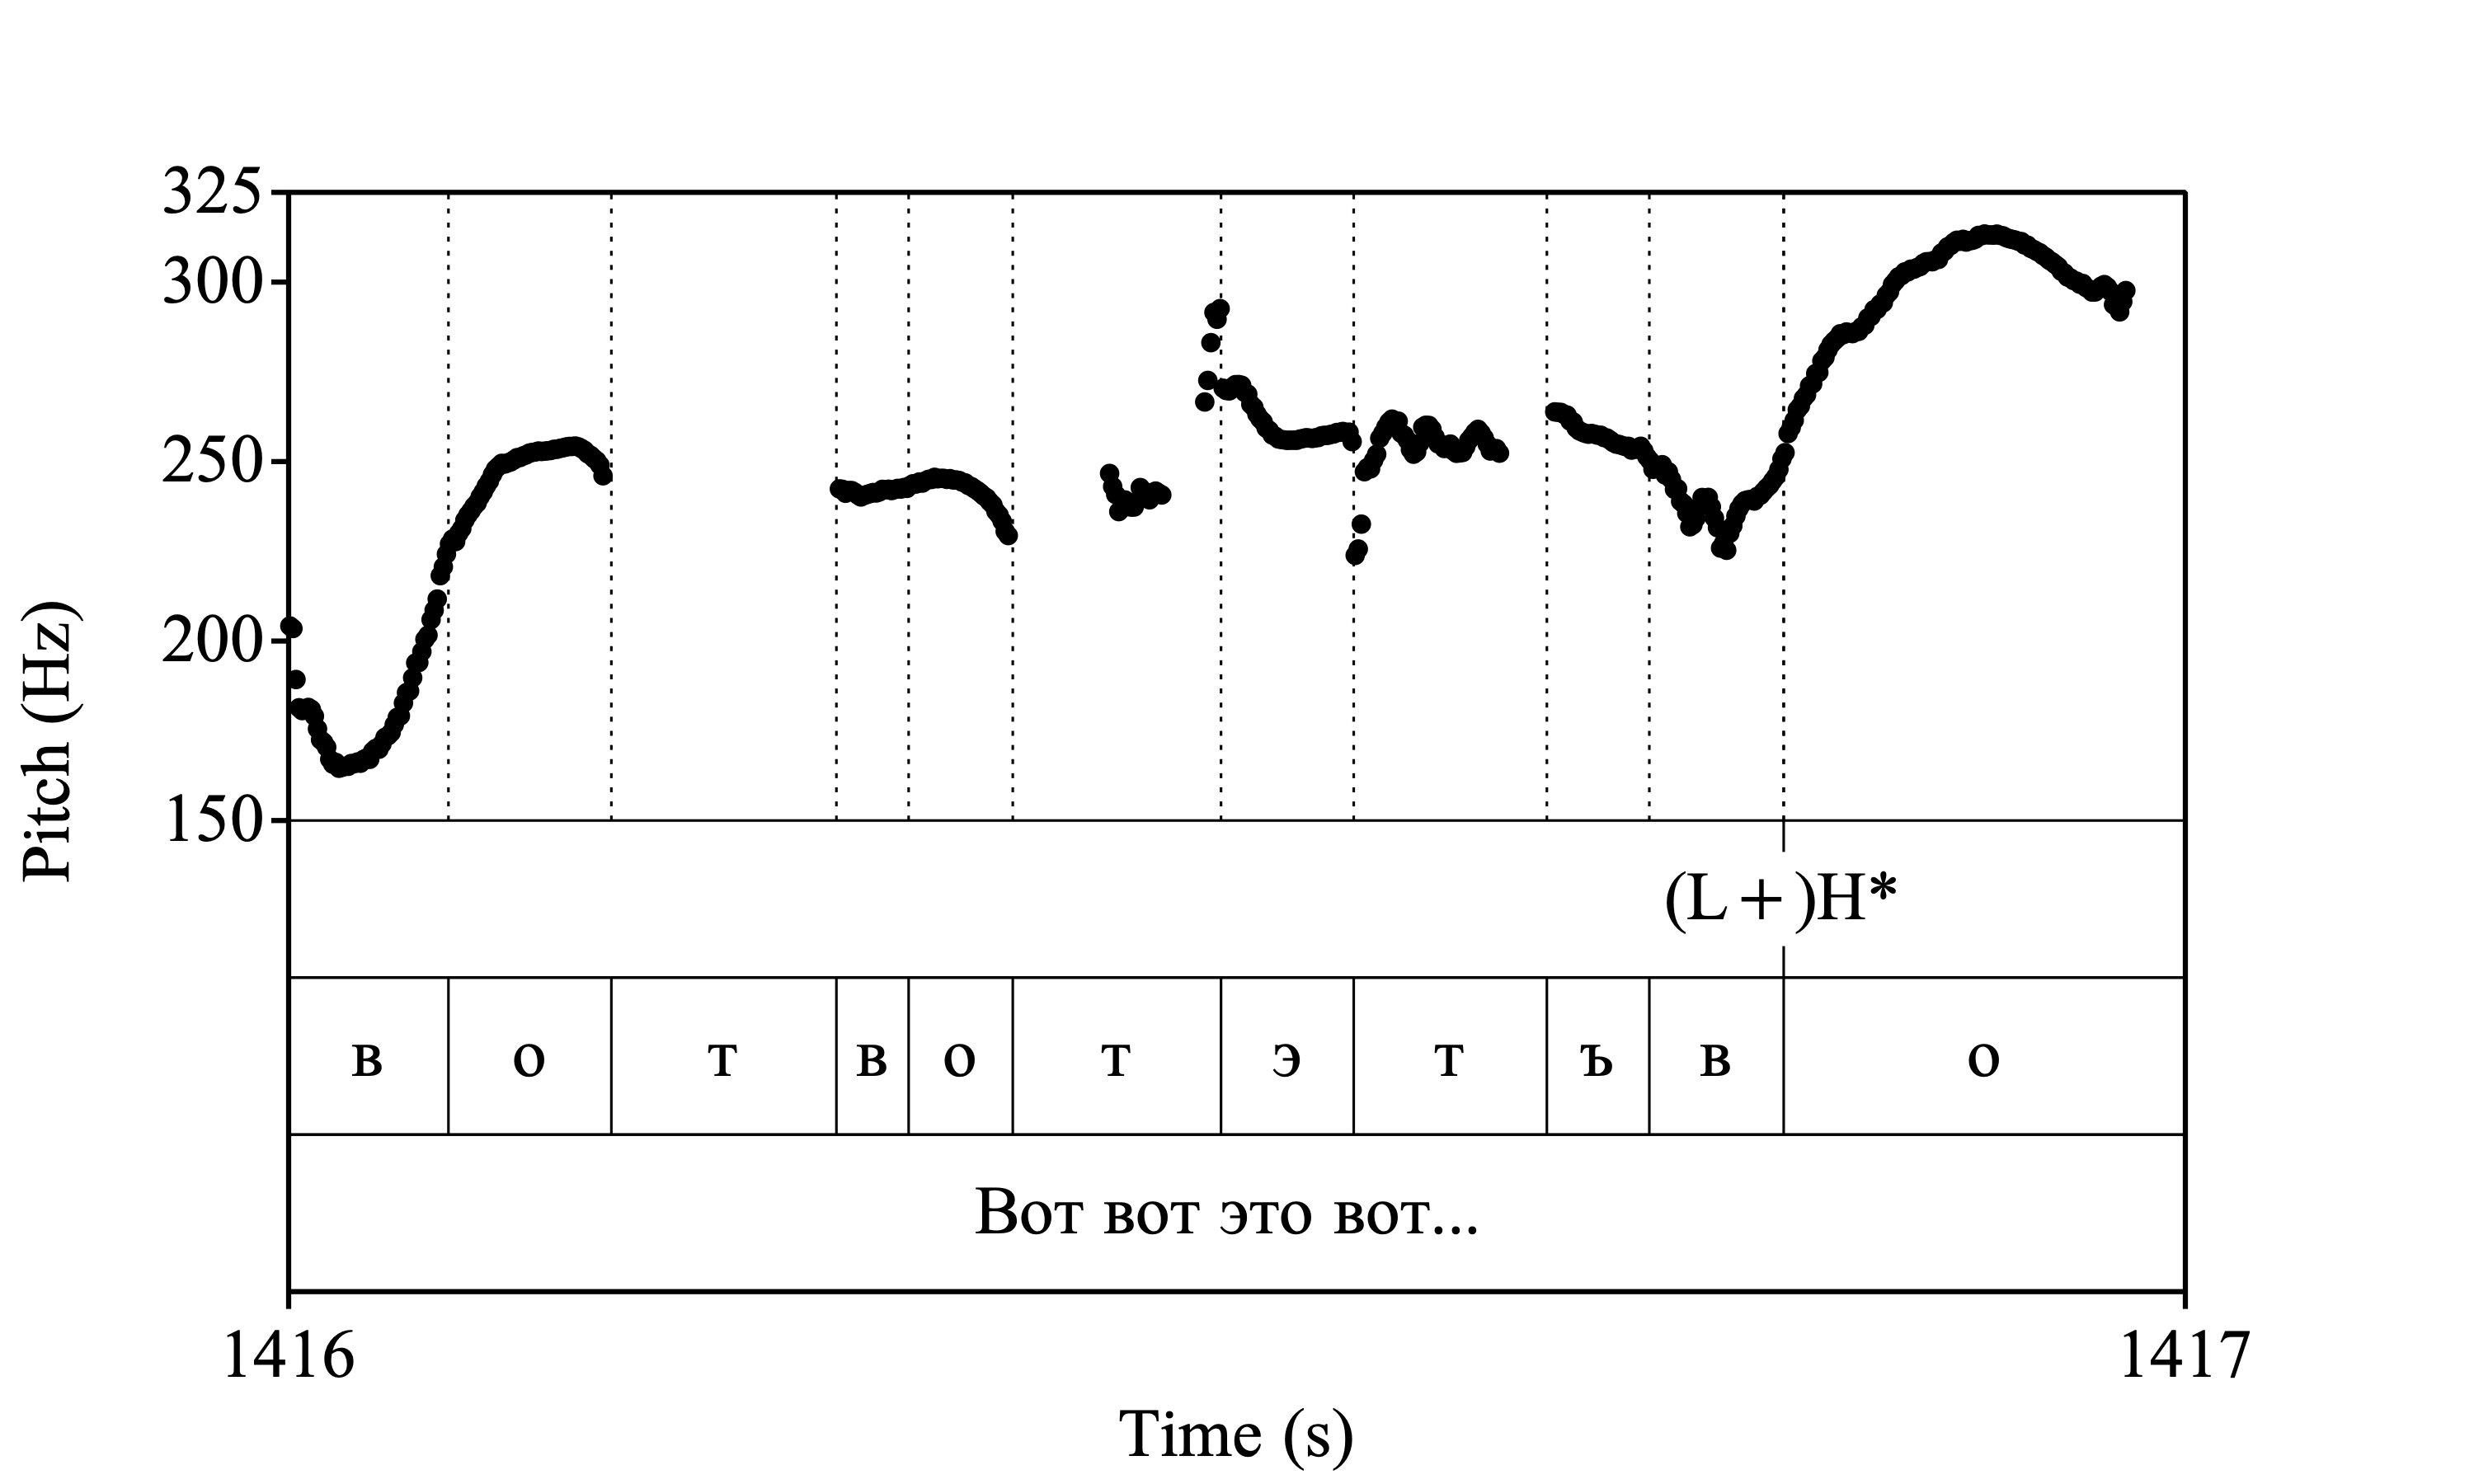 325
300
250
200
150
Pitch (Hz)
(L+)H*
в о т в о т э т ъ в о
Вот вот это вот...
1416 1417
Time (s)